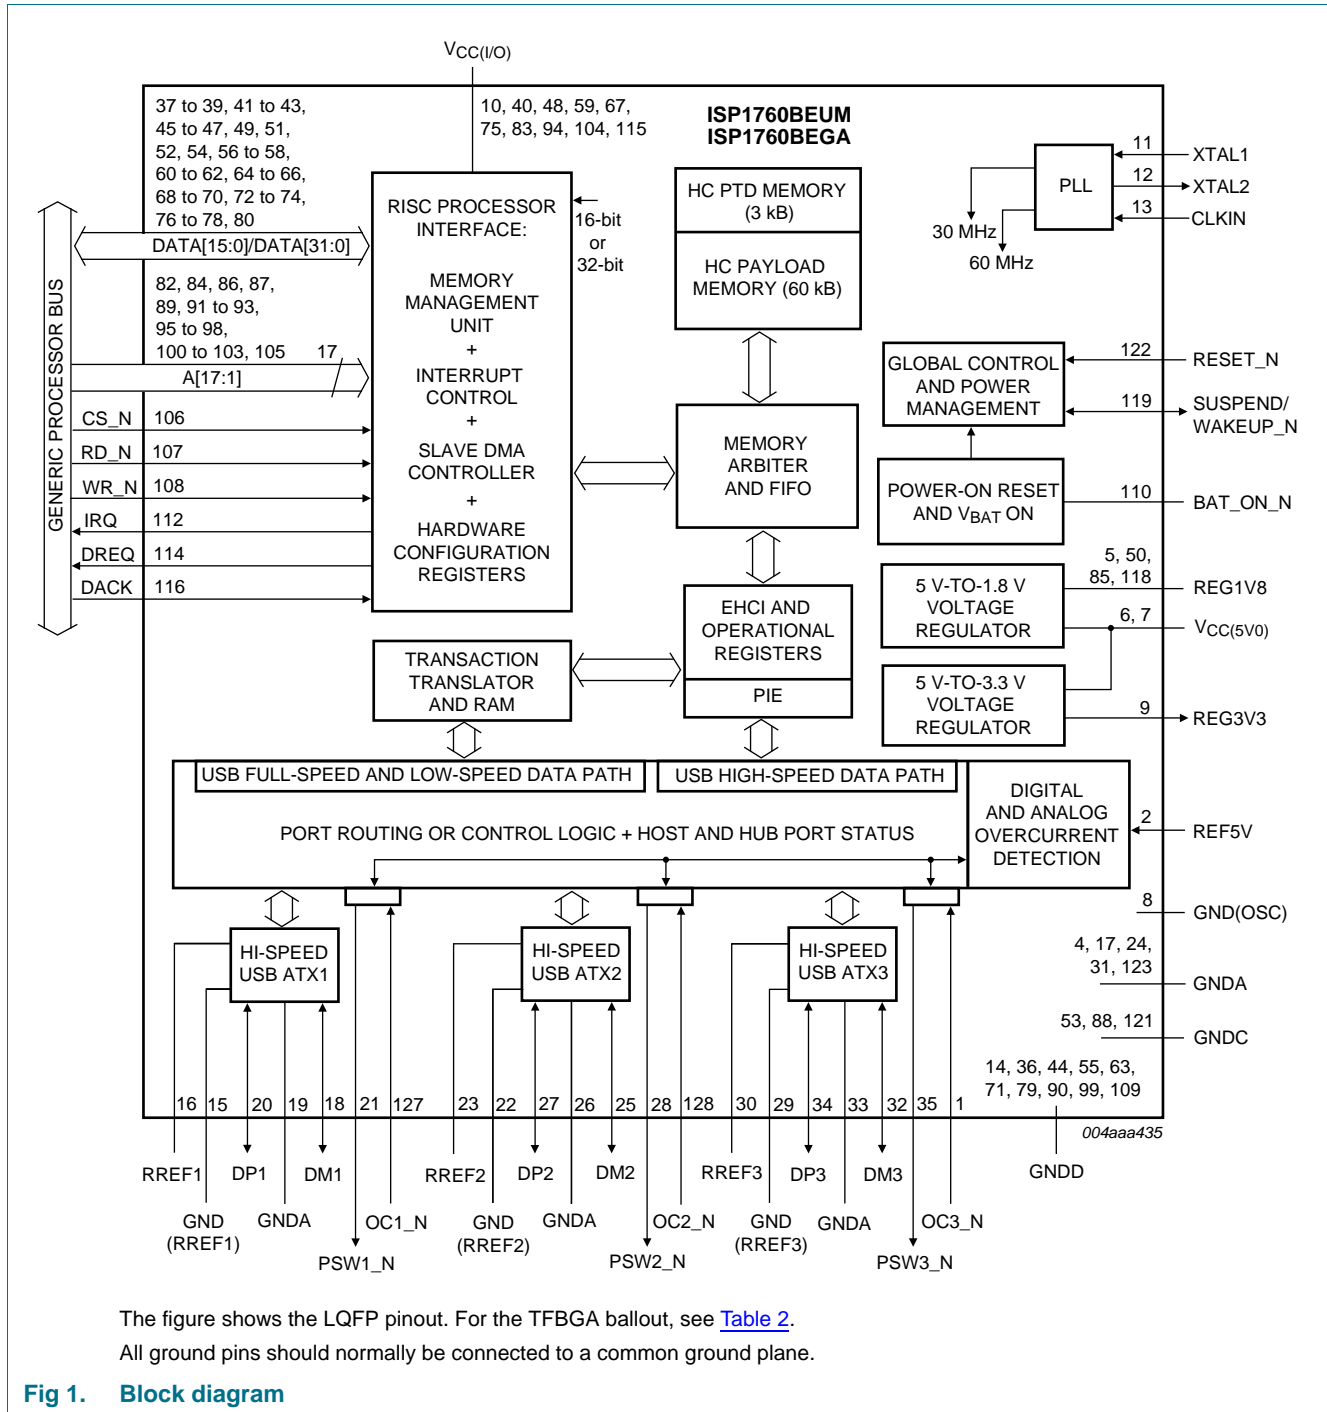 VCC(I/O)
37 to 39, 41 to 43,
45 to 47, 49, 51,
52, 54, 56 to 58,
60 to 62, 64 to 66,
68 to 70, 72 to 74,
76 to 78, 80
10, 40, 48, 59, 67,
75, 83, 94, 104, 115
ISP1760BEUM
ISP1760BEGA
DATA[15:0]/DATA[31:0]
82, 84, 86, 87,
89, 91 to 93,
95 to 98,
100 to 103, 105
17
A[17:1]
GENERIC PROCESSOR BUS
CS_N 106
RD_N 107
WR_N 108
IRQ 112
DREQ 114
DACK 116
RISC PROCESSOR
INTERFACE:
MEMORY
MANAGEMENT
UNIT
+
INTERRUPT
CONTROL
+
SLAVE DMA
CONTROLLER
+
HARDWARE
CONFIGURATION
REGISTERS
16-bit
or
32-bit
HC PTD MEMORY
(3 kB)
HC PAYLOAD
MEMORY (60 kB)
MEMORY
ARBITER
AND FIFO
EHCI AND
OPERATIONAL
REGISTERS
PIE
TRANSACTION
TRANSLATOR
AND RAM
PLL
30 MHz
60 MHz
11 XTAL1
12 XTAL2
13 CLKIN
GLOBAL CONTROL
AND POWER
MANAGEMENT
122 RESET_N
119 SUSPEND/
WAKEUP_N
POWER-ON RESET
AND VBAT ON
110 BAT_ON_N
5 V-TO-1.8 V
VOLTAGE
REGULATOR
5, 50,
85, 118 REG1V8
6, 7 VCC(5V0)
5 V-TO-3.3 V
VOLTAGE
REGULATOR
9 REG3V3
USB FULL-SPEED AND LOW-SPEED DATA PATH
USB HIGH-SPEED DATA PATH
PORT ROUTING OR CONTROL LOGIC + HOST AND HUB PORT STATUS
DIGITAL
AND ANALOG
OVERCURRENT
DETECTION
2 REF5V
8 GND(OSC)
4, 17, 24,
31, 123
GNDA
53, 88, 121
GNDC
14, 36, 44, 55, 63,
71, 79, 90, 99, 109
GNDD
HI-SPEED
USB ATX1
HI-SPEED
USB ATX2
HI-SPEED
USB ATX3
16 15 20 19 18 21 127 23 22 27 26 25 28 128 30 29 34 33 32 35 1
004aaa435
RREF1 DP1 DM1 RREF2 DP2 DM2 RREF3 DP3 DM3
GND
(RREF1)
GNDA
OC1_N
PSW1_N
GND
(RREF2)
GNDA
OC2_N
PSW2_N
GND
(RREF3)
GNDA
OC3_N
PSW3_N
The figure shows the LQFP pinout. For the TFBGA ballout, see Table 2.
All ground pins should normally be connected to a common ground plane.
Fig 1. Block diagram